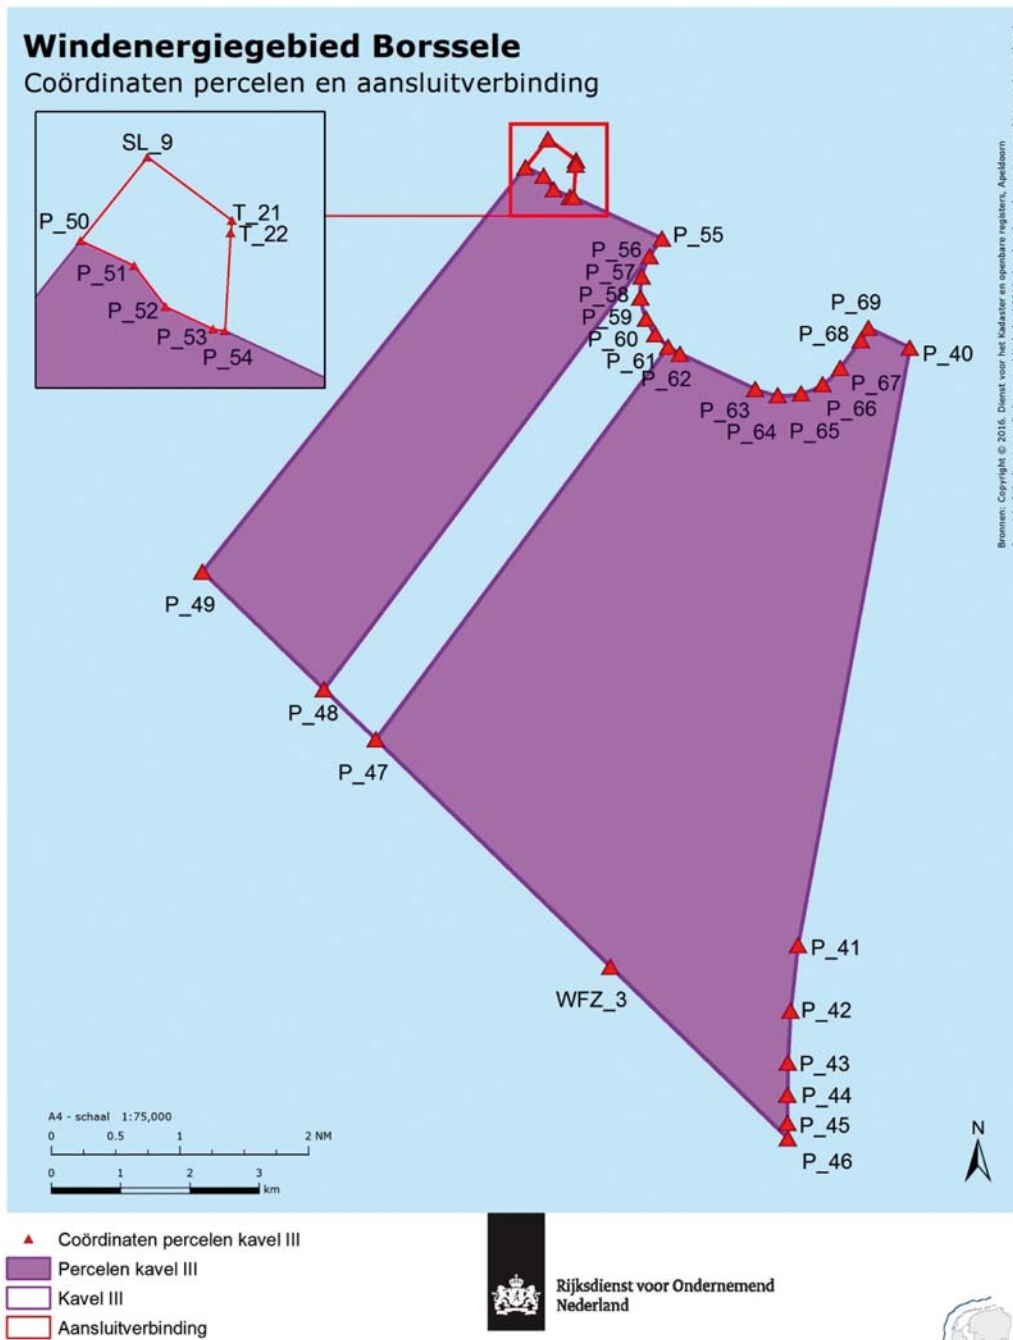 Windenergiegebied Borssele
Coördinaten percelen en aansluitverbinding
SL_9
P_50
T_21
T_22
P_51
P_52
P_53
P_54
P_55
P_56
P_57
P_58
P_59
P_60
P_61
P_62
P_69
P_68
P_40
P_67
P_66
P_63
P_64
P_65
P_49
P_48
P_47
P_41
WFZ_3
P_42
P_43
P_44
P_45
P_46
A4 - schaal 1:75,000
0 0.5 1 2 NM
0 1 2 3 km
N
Bronnen: Copyright © 2016. Dienst voor het Kadaster en openbare registers, Apeldoorn
Coördinaten percelen kavel III
Percelen kavel III
Kavel III
Aansluitverbinding
Rijksdienst voor Ondernemend
Nederland